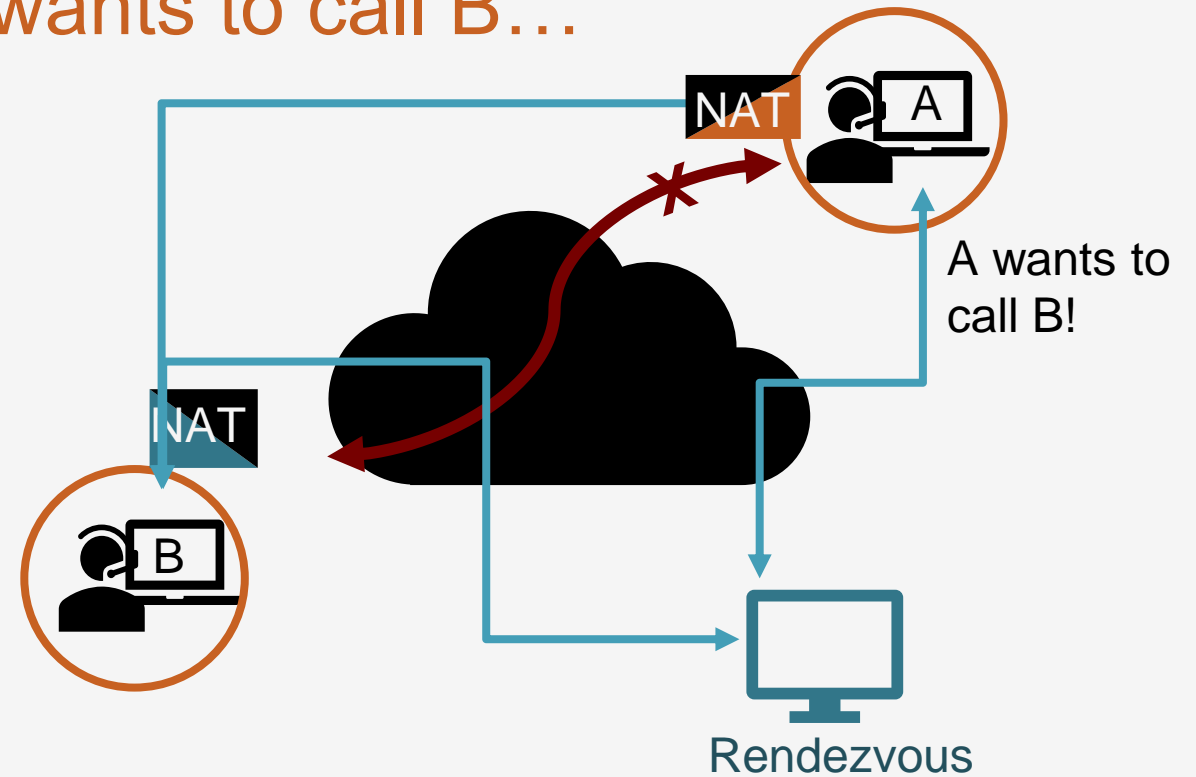 wants to call B…
NAT
A
A wants to
call B!
NAT
B
Rendezvous